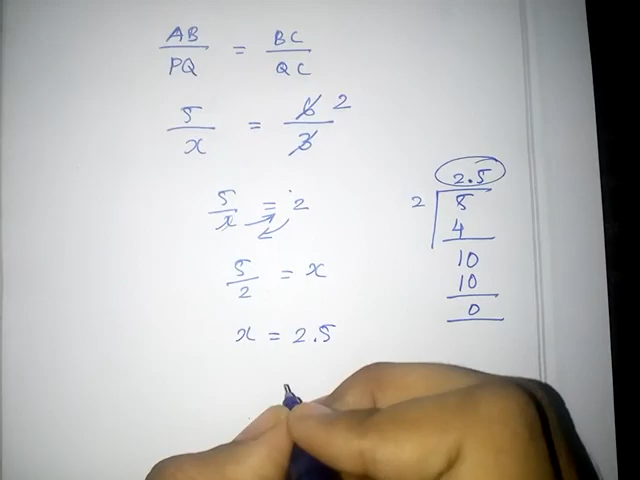 AB/PQ = BC/QC
5/x = 6/3 2
5/x = 2
5/2 = x
x = 2.5
2.5
2 5
4
10
10
0